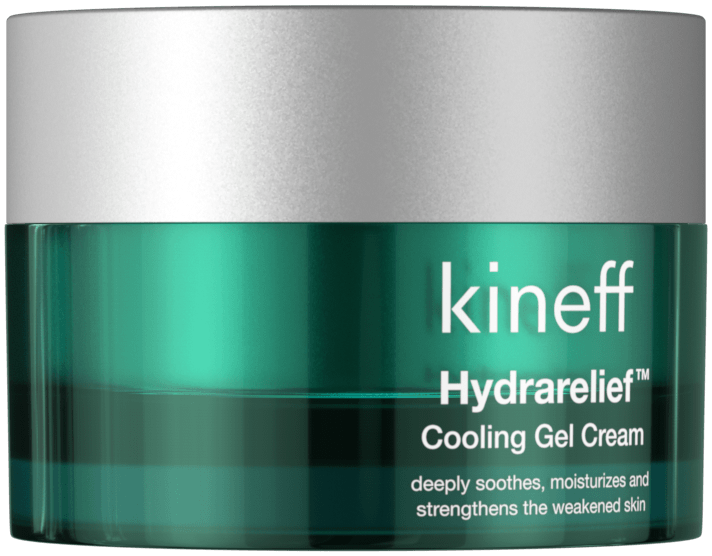 kineff
Hydrarelief™
Cooling Gel Cream
deeply soothes, moisturizes and
strengthens the weakened skin